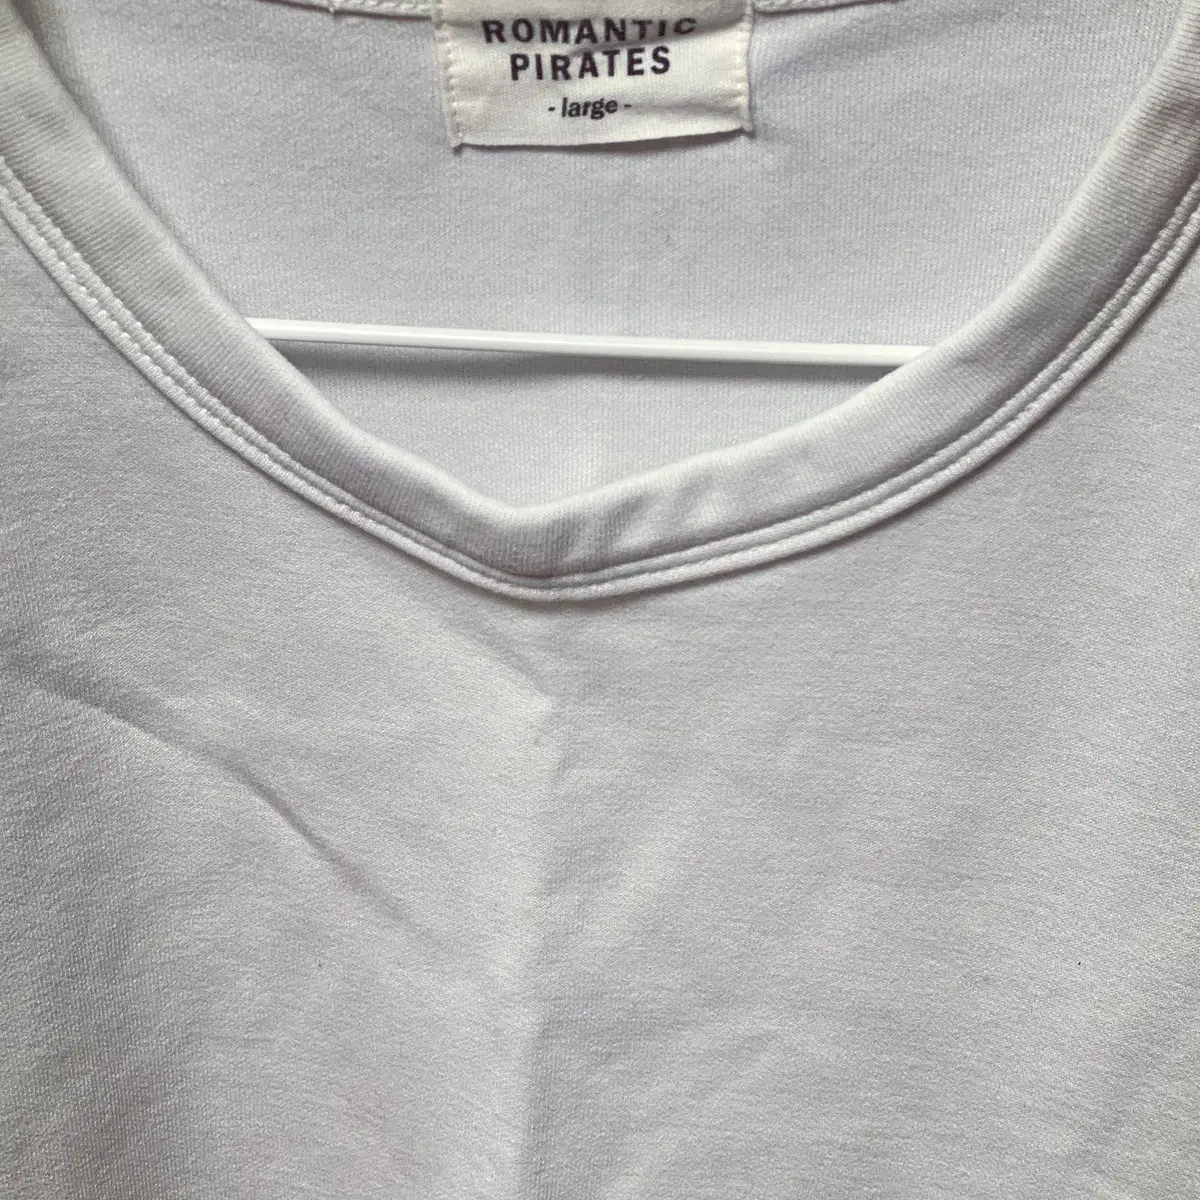 ROMANTIC
PIRATES
- large -